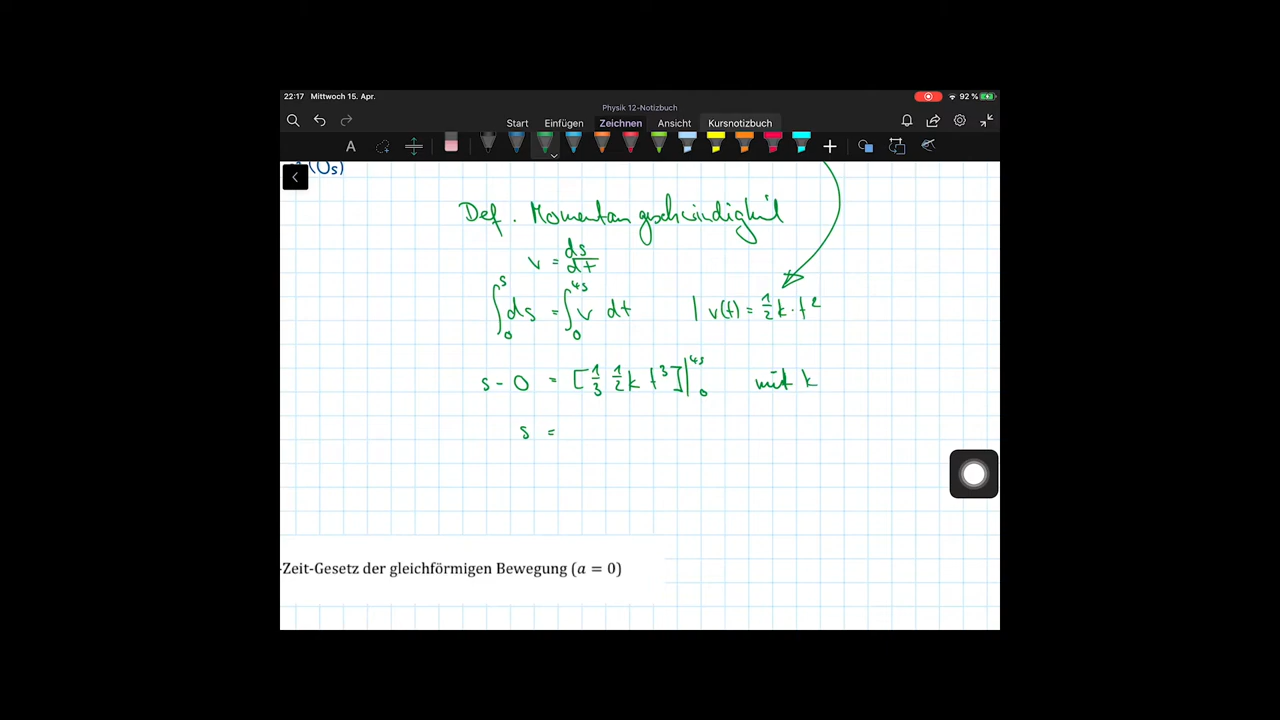 22:17 Mittwoch 15. Apr. 92 %
Physik 12-Notizbuch
Start Einfügen Zeichnen Ansicht Kursnotizbuch
A
(0s)
Def. Momentangeschwindigkeit
v = ds/dt
∫₀ˢ ds = ∫₀⁴ˢ v dt | v(t) = 1/2 k · t²
s - 0 = [1/3 1/2 k t³]|₀⁴ˢ mit k
s =
-Zeit-Gesetz der gleichförmigen Bewegung (a = 0)